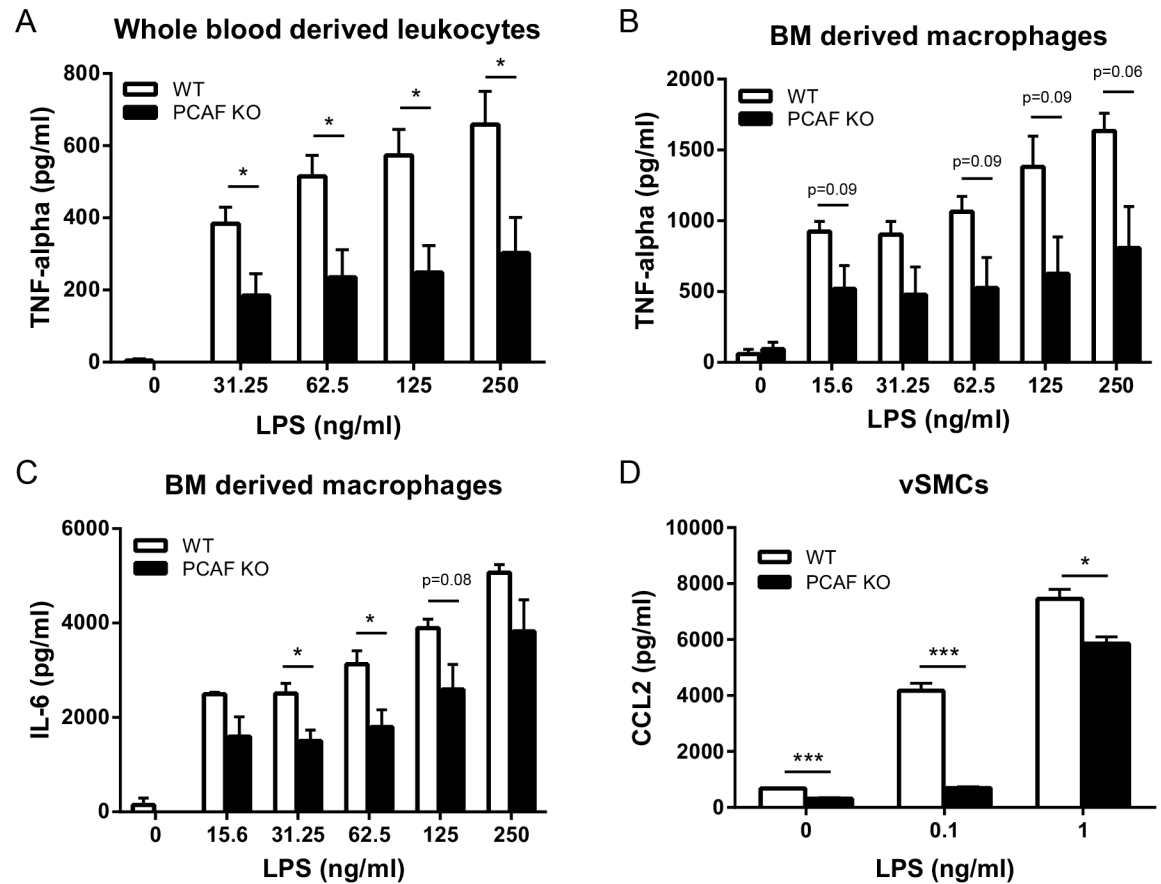 A
Whole blood derived leukocytes
TNF-alpha (pg/ml)
800
600
400
200
0
WT
PCAF KO
*
*
*
*
0 31.25 62.5 125 250
LPS (ng/ml)
B
BM derived macrophages
TNF-alpha (pg/ml)
2000
1500
1000
500
0
WT
PCAF KO
p=0.09
p=0.09
p=0.09
p=0.06
0 15.6 31.25 62.5 125 250
LPS (ng/ml)
C
BM derived macrophages
IL-6 (pg/ml)
6000
4000
2000
0
WT
PCAF KO
*
*
p=0.08
0 15.6 31.25 62.5 125 250
LPS (ng/ml)
D
vSMCs
CCL2 (pg/ml)
10000
8000
6000
4000
2000
0
WT
PCAF KO
***
***
*
0 0.1 1
LPS (ng/ml)